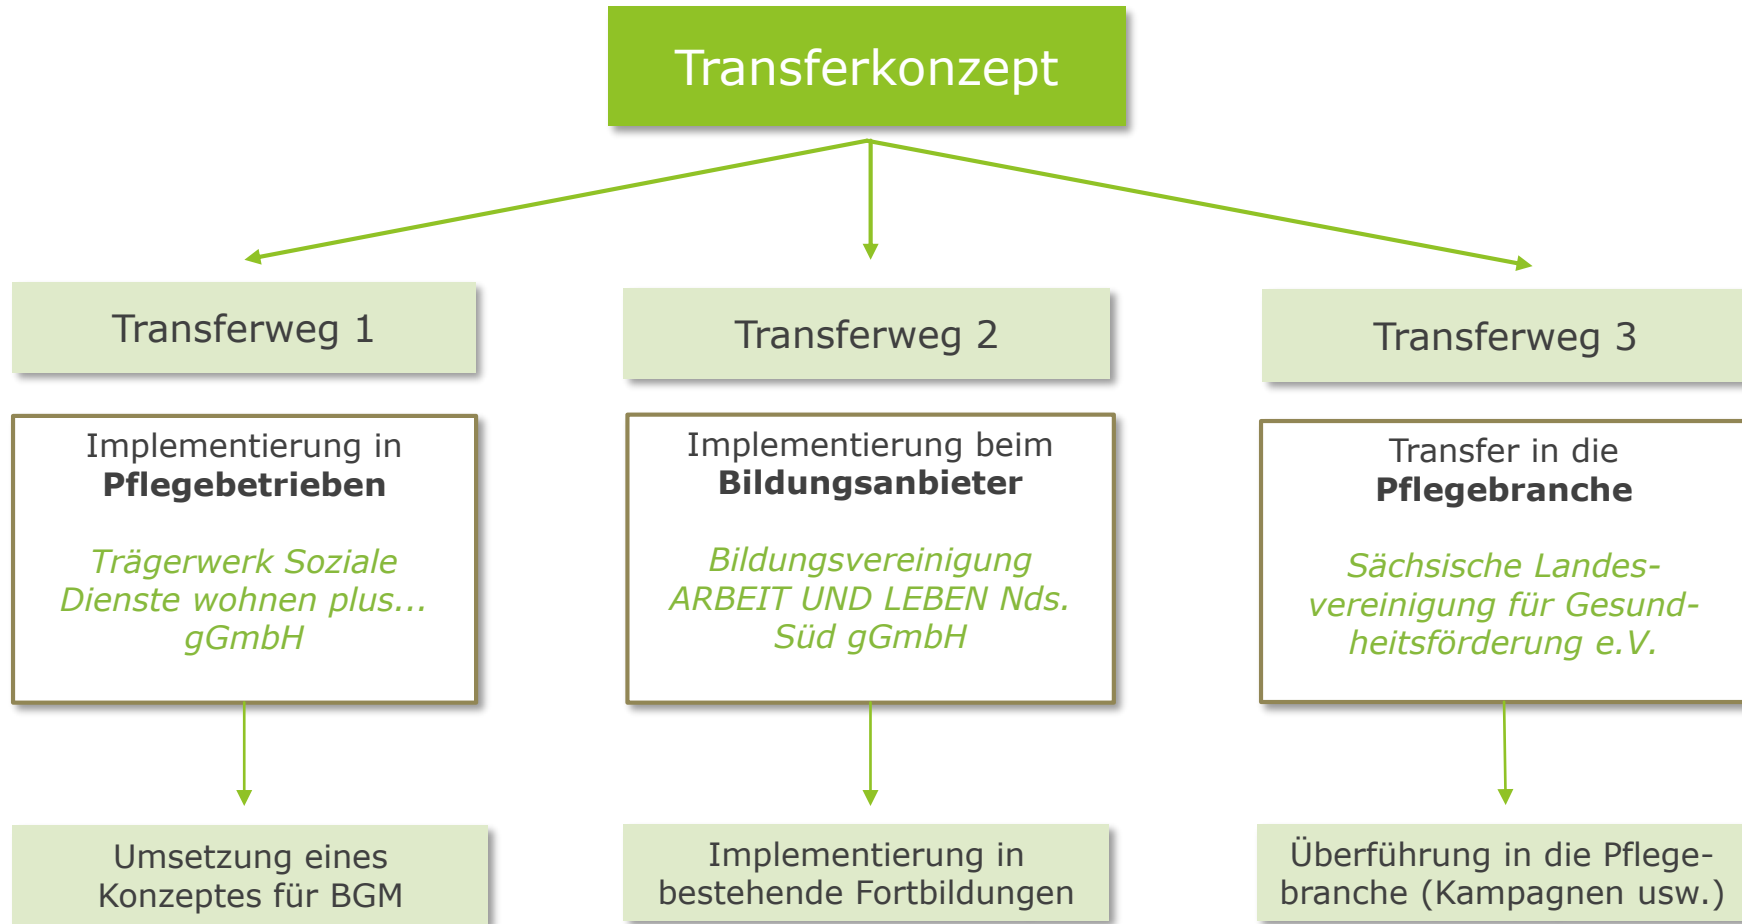 Transferkonzept
Transferweg 1
Transferweg 2
Transferweg 3
Implementierung in
Pflegebetrieben
Trägerwerk Soziale
Dienste wohnen plus...
gGmbH
Implementierung beim
Bildungsanbieter
Bildungsvereinigung
ARBEIT UND LEBEN Nds.
Süd gGmbH
Transfer in die
Pflegebranche
Sächsische Landes-
vereinigung für Gesund-
heitsförderung e.V.
Umsetzung eines
Konzeptes für BGM
Implementierung in
bestehende Fortbildungen
Überführung in die Pflege-
branche (Kampagnen usw.)